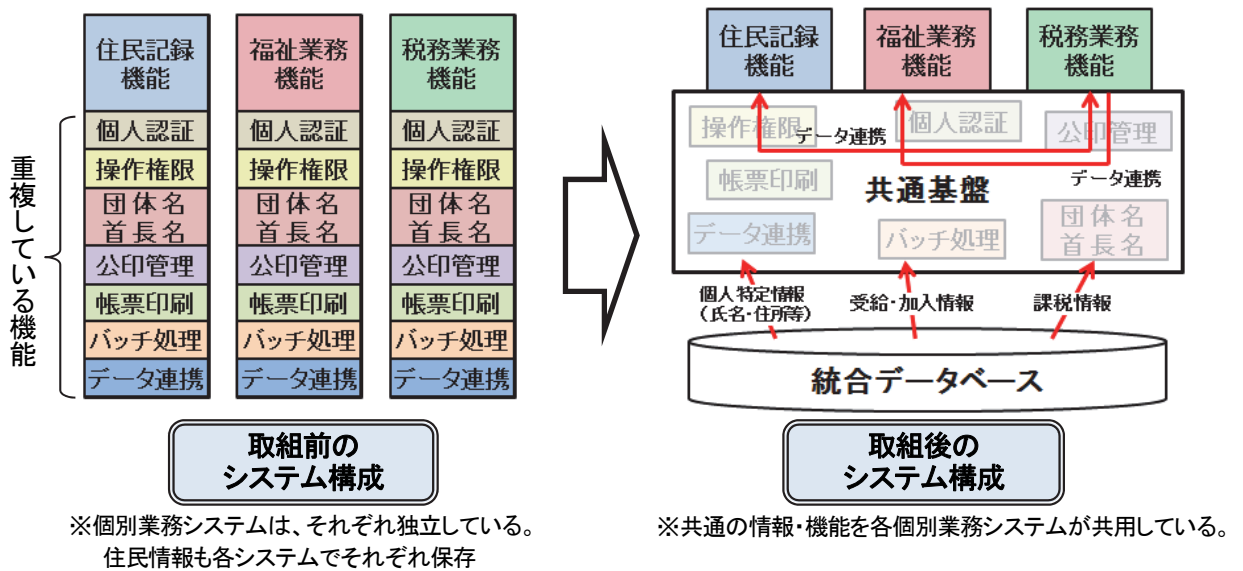 住民記録
機能
福祉業務
機能
税務業務
機能
重複している機能
個人認証
個人認証
個人認証
操作権限
操作権限
操作権限
団体名
首長名
団体名
首長名
団体名
首長名
公印管理
公印管理
公印管理
帳票印刷
帳票印刷
帳票印刷
バッチ処理
バッチ処理
バッチ処理
データ連携
データ連携
データ連携
取組前の
システム構成
※個別業務システムは、それぞれ独立している。
住民情報も各システムでそれぞれ保存
住民記録
機能
福祉業務
機能
税務業務
機能
操作権限
個人認証
公印管理
データ連携
帳票印刷
共通基盤
データ連携
データ連携
バッチ処理
団体名
首長名
個人特定情報
（氏名・住所等）
受給・加入情報
課税情報
統合データベース
取組後の
システム構成
※共通の情報・機能を各個別業務システムが共用している。